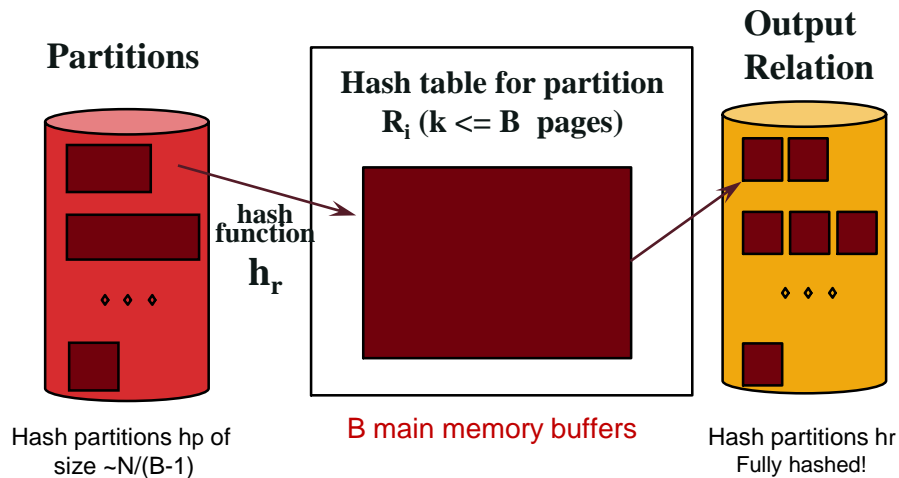 Partitions
Hash table for partition
Rᵢ (k <= B pages)
Output
Relation
hash
function
hᵣ
Hash partitions hp of
size ~N/(B-1)
B main memory buffers
Hash partitions hr
Fully hashed!